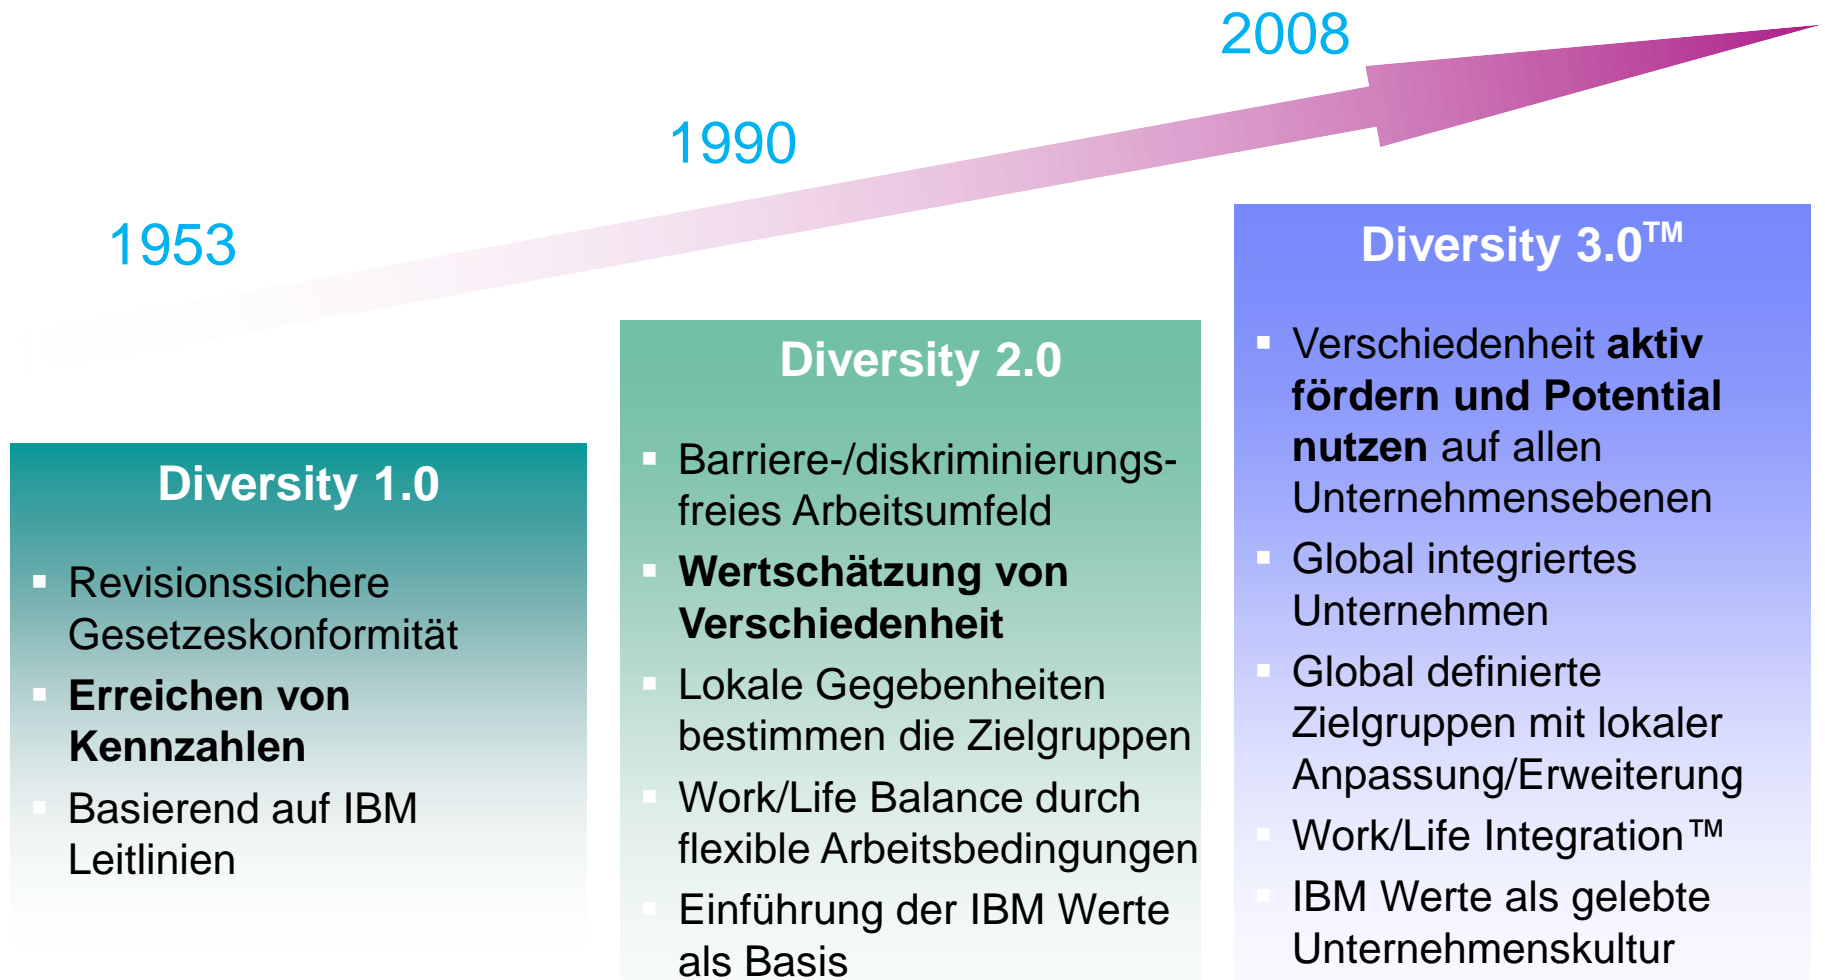 1953
1990
2008
Diversity 1.0
▪ Revisionssichere
Gesetzeskonformität
▪ Erreichen von
Kennzahlen
▪ Basierend auf IBM
Leitlinien
Diversity 2.0
▪ Barriere-/diskriminierungs-
freies Arbeitsumfeld
▪ Wertschätzung von
Verschiedenheit
▪ Lokale Gegebenheiten
bestimmen die Zielgruppen
▪ Work/Life Balance durch
flexible Arbeitsbedingungen
▪ Einführung der IBM Werte
als Basis
Diversity 3.0™
▪ Verschiedenheit aktiv
fördern und Potential
nutzen auf allen
Unternehmensebenen
▪ Global integriertes
Unternehmen
▪ Global definierte
Zielgruppen mit lokaler
Anpassung/Erweiterung
▪ Work/Life Integration™
▪ IBM Werte als gelebte
Unternehmenskultur